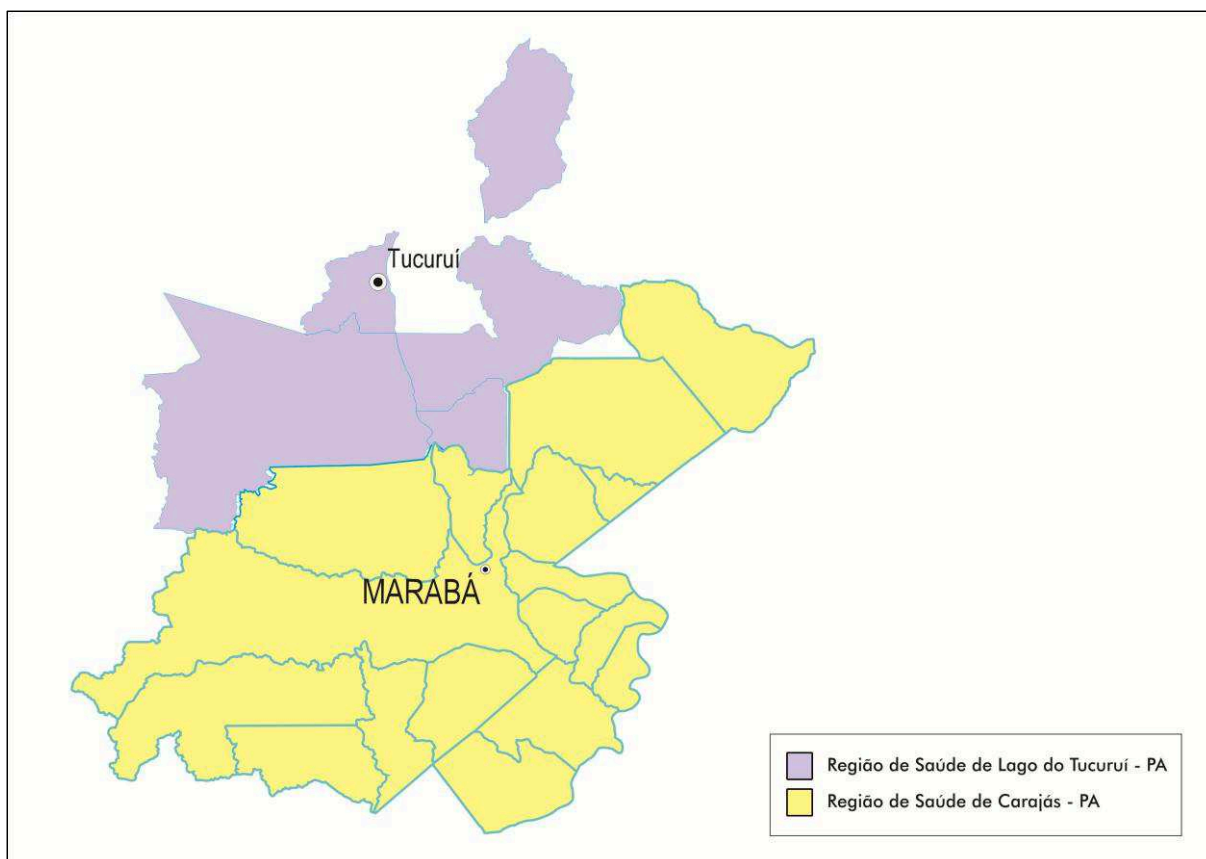 Tucuruí
MARABÁ
Região de Saúde de Lago do Tucuruí - PA
Região de Saúde de Carajás - PA